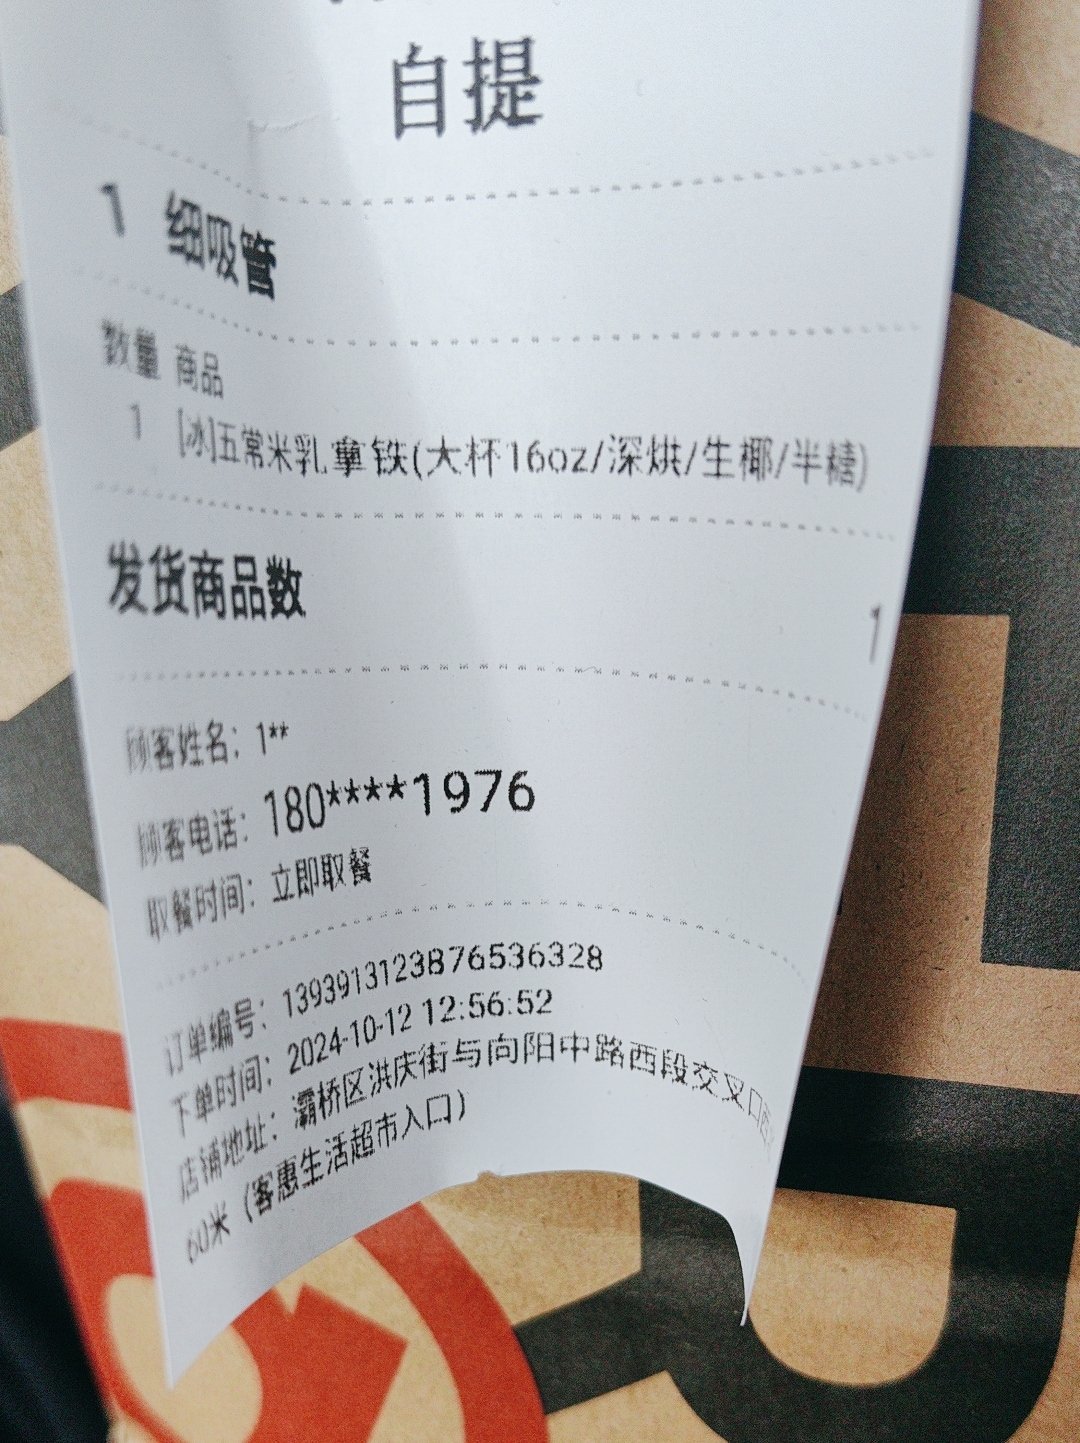 自提
1 细吸管
数量 商品
1 [冰]五常米乳拿铁(大杯16oz/深烘/生椰/半糖)
发货商品数 1
顾客姓名：1**
顾客电话：180****1976
取餐时间：立即取餐
订单编号：1393913123876536328
下单时间：2024-10-12 12:56:52
店铺地址：灞桥区洪庆街与向阳中路西段交叉口西
60米（客惠生活超市入口）